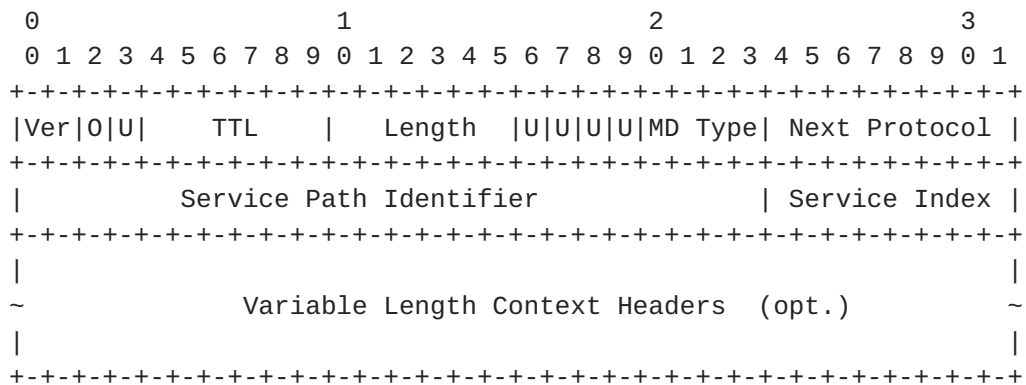 0                   1                   2                   3
 0 1 2 3 4 5 6 7 8 9 0 1 2 3 4 5 6 7 8 9 0 1 2 3 4 5 6 7 8 9 0 1
+-+-+-+-+-+-+-+-+-+-+-+-+-+-+-+-+-+-+-+-+-+-+-+-+-+-+-+-+-+-+-+-+
|Ver|O|U|    TTL    |   Length  |U|U|U|U|MD Type| Next Protocol |
+-+-+-+-+-+-+-+-+-+-+-+-+-+-+-+-+-+-+-+-+-+-+-+-+-+-+-+-+-+-+-+-+
|          Service Path Identifier              | Service Index |
+-+-+-+-+-+-+-+-+-+-+-+-+-+-+-+-+-+-+-+-+-+-+-+-+-+-+-+-+-+-+-+-+
|                                                               |
~              Variable Length Context Headers  (opt.)          ~
|                                                               |
+-+-+-+-+-+-+-+-+-+-+-+-+-+-+-+-+-+-+-+-+-+-+-+-+-+-+-+-+-+-+-+-+